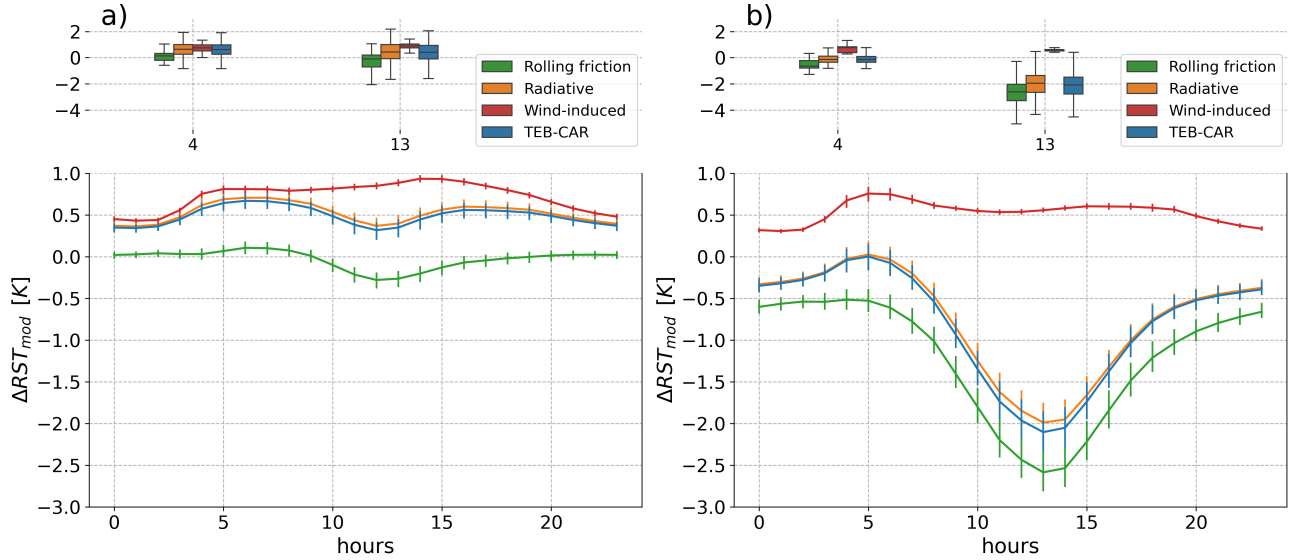 a)
2
0
−2
−4
4
13
Rolling friction
Radiative
Wind-induced
TEB-CAR
1.0
0.5
0.0
−0.5
−1.0
−1.5
−2.0
−2.5
−3.0
ΔRST_mod [K]
0
5
10
15
20
hours
b)
2
0
−2
−4
4
13
Rolling friction
Radiative
Wind-induced
TEB-CAR
1.0
0.5
0.0
−0.5
−1.0
−1.5
−2.0
−2.5
−3.0
ΔRST_mod [K]
0
5
10
15
20
hours